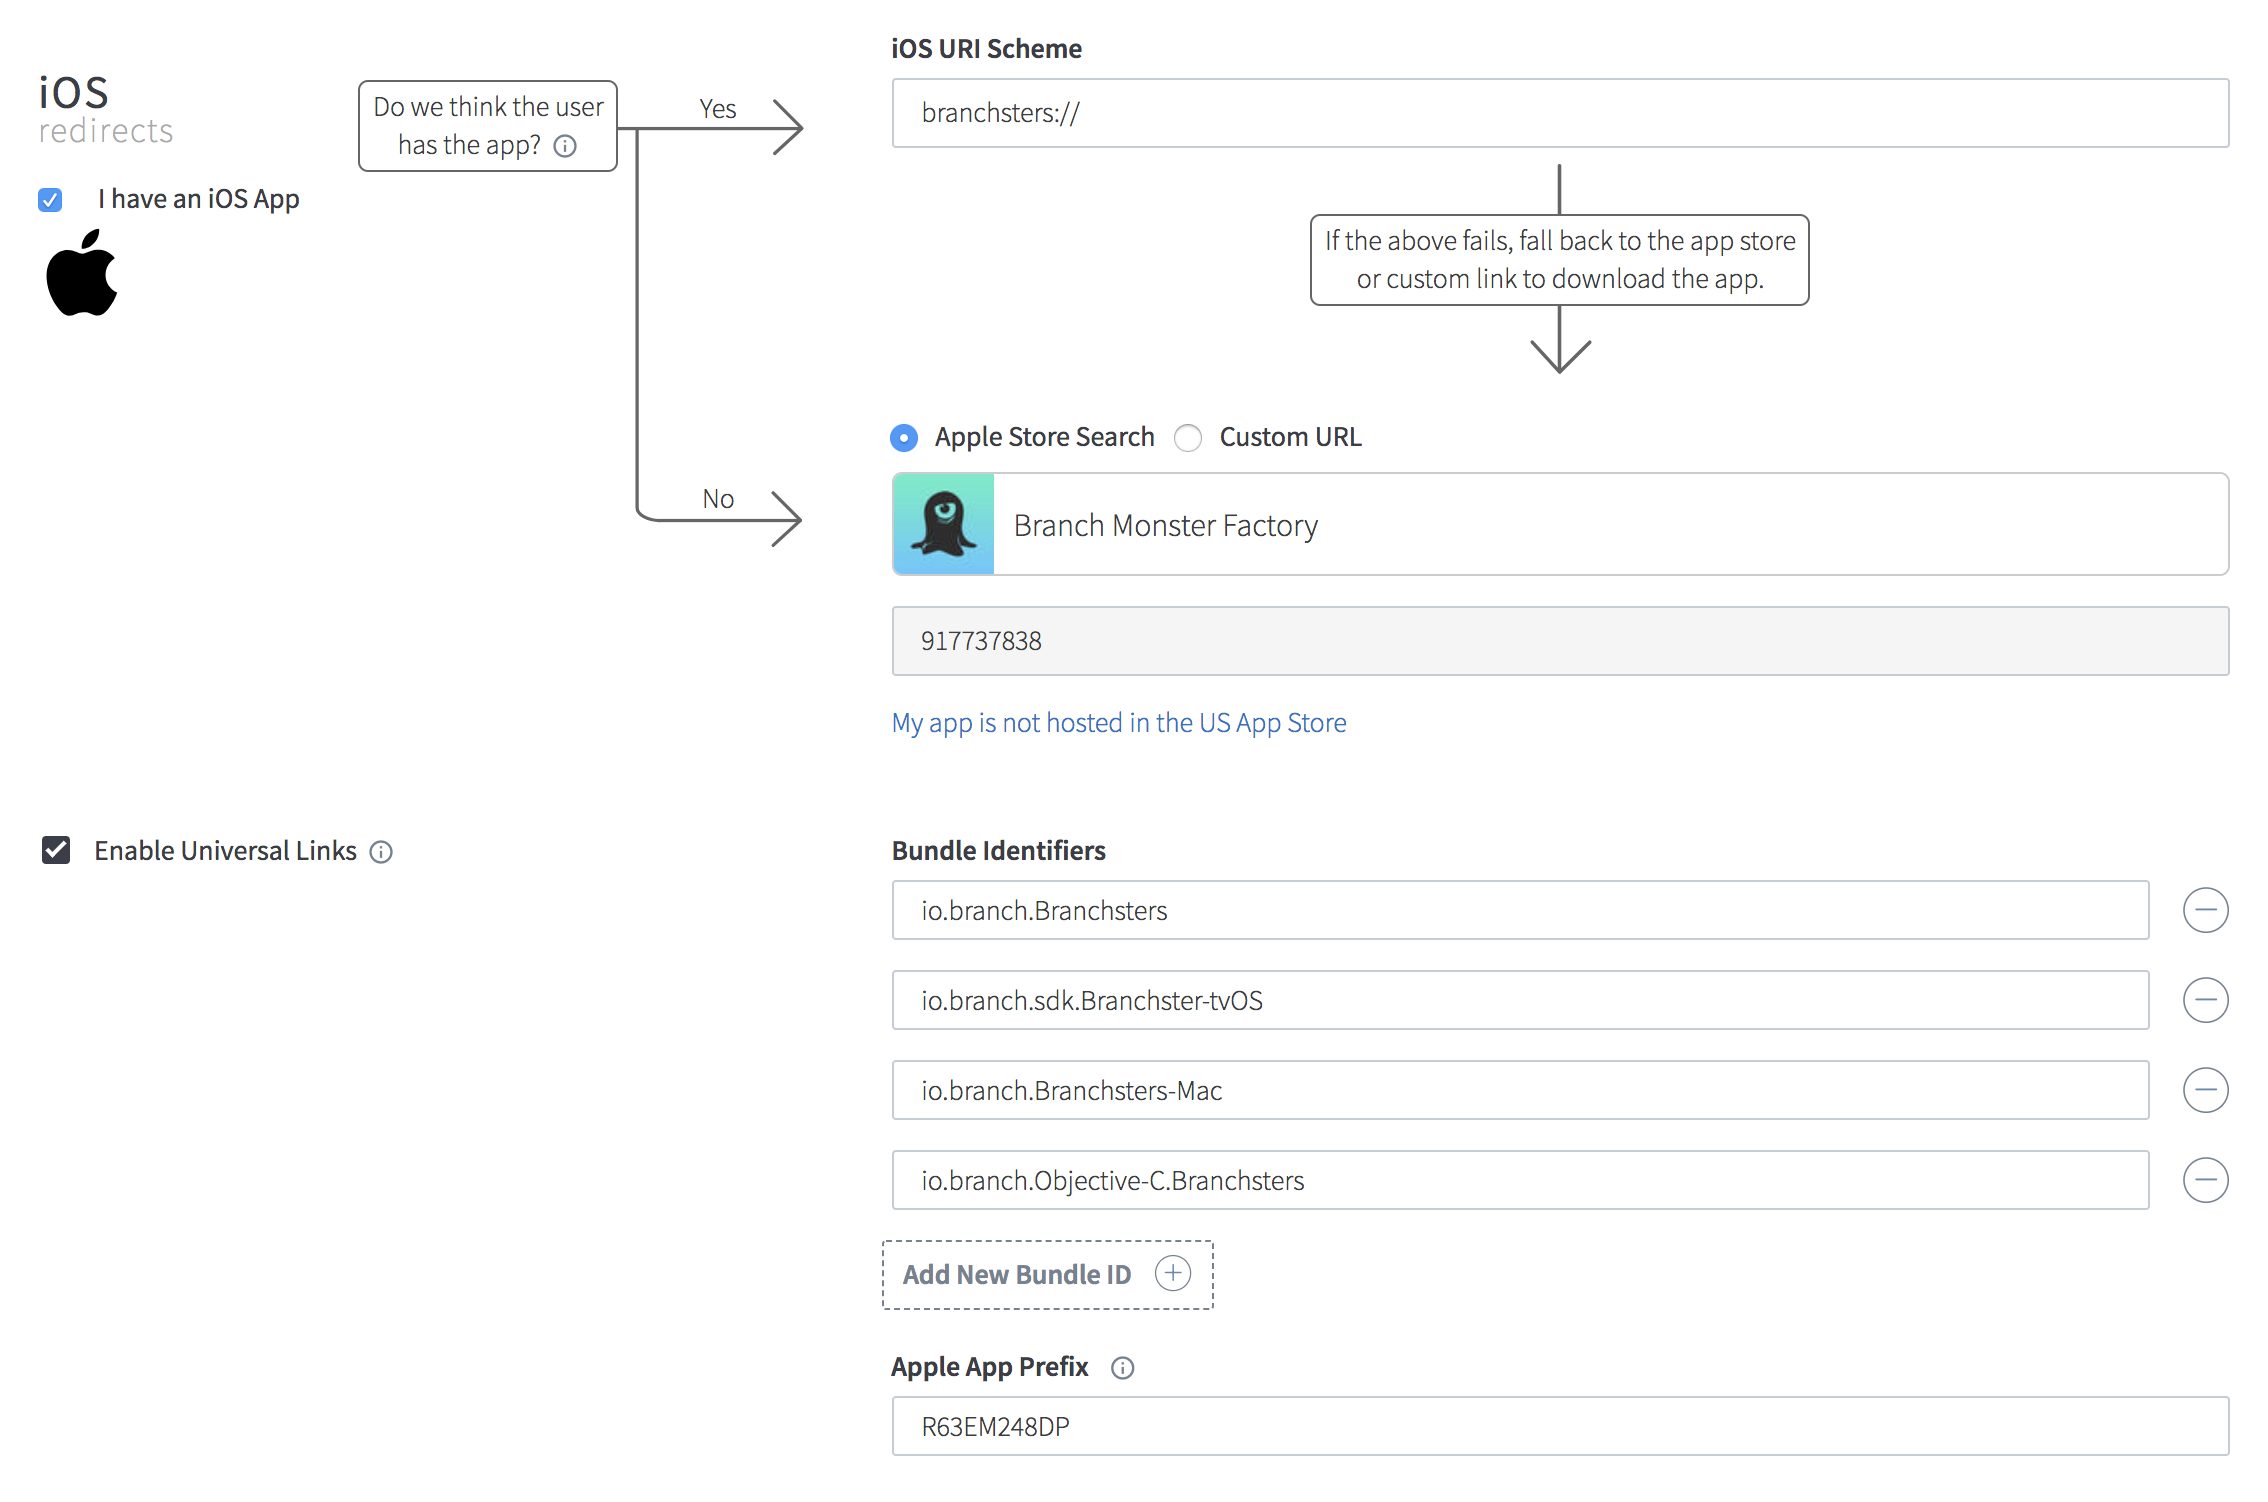 iOS
redirects
I have an iOS App
Do we think the user
has the app?
Yes
No
iOS URI Scheme
branchsters://
If the above fails, fall back to the app store
or custom link to download the app.
Apple Store Search
Custom URL
Branch Monster Factory
917737838
My app is not hosted in the US App Store
Enable Universal Links
Bundle Identifiers
io.branch.Branchsters
io.branch.sdk.Branchster-tvOS
io.branch.Branchsters-Mac
io.branch.Objective-C.Branchsters
Add New Bundle ID
Apple App Prefix
R63EM248DP